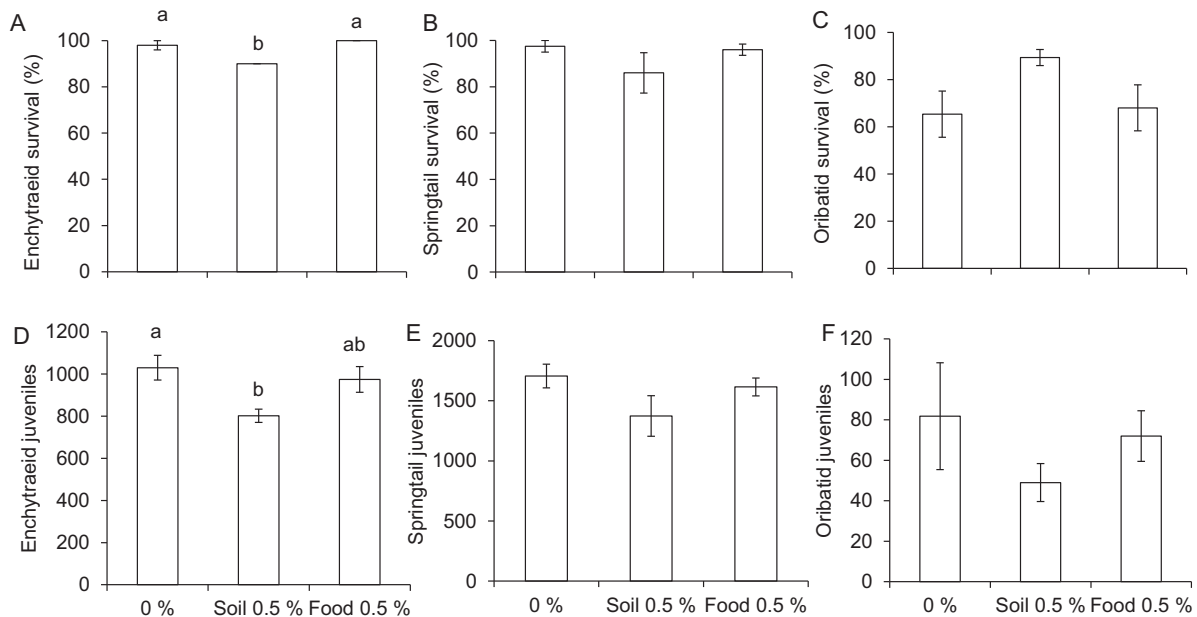 A
Enchytraeid survival (%)
100
80
60
40
20
0
a
b
a
B
Springtail survival (%)
100
80
60
40
20
0
C
Oribatid survival (%)
100
80
60
40
20
0
D
Enchytraeid juveniles
1200
1000
800
600
400
200
0
a
b
ab
0 %
Soil 0.5 %
Food 0.5 %
E
Springtail juveniles
2000
1500
1000
500
0
0 %
Soil 0.5 %
Food 0.5 %
F
Oribatid juveniles
120
100
80
60
40
20
0
0 %
Soil 0.5 %
Food 0.5 %